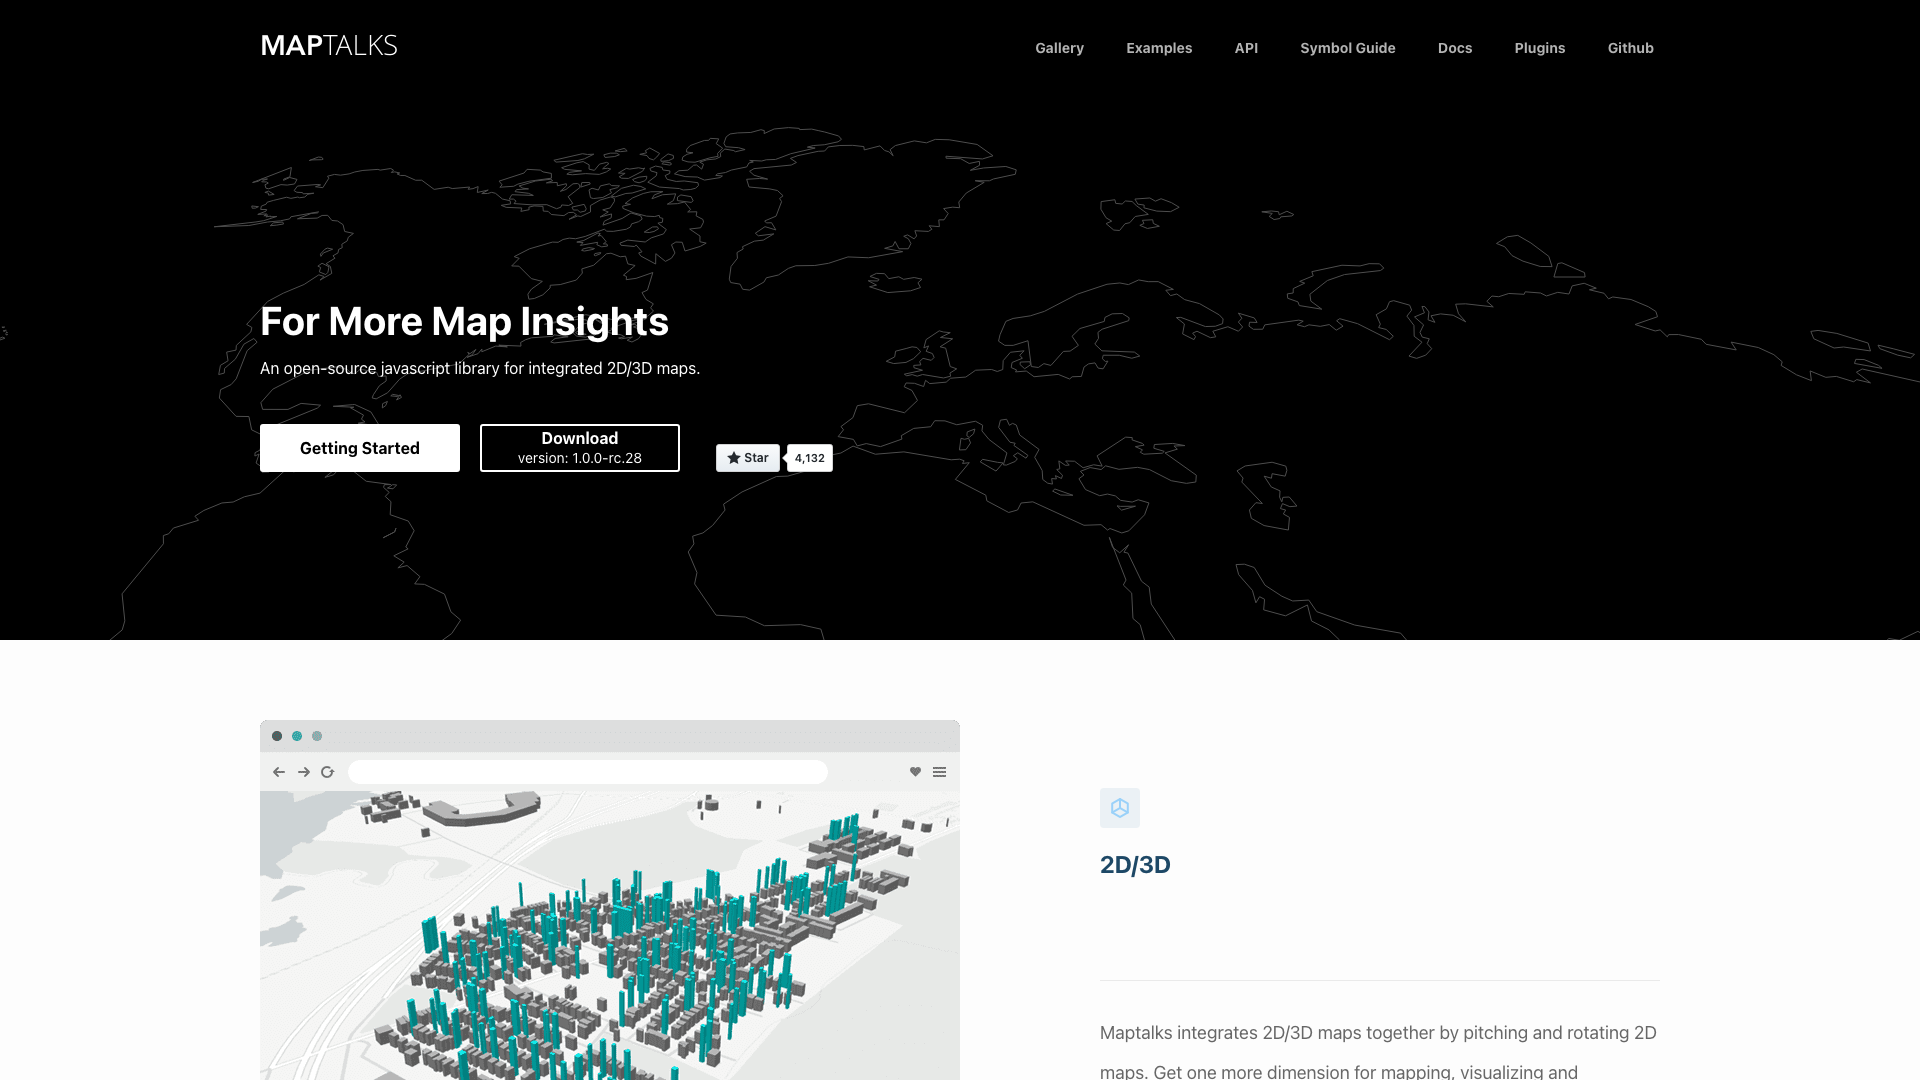 MAPTALKS
Gallery Examples API Symbol Guide Docs Plugins Github
For More Map Insights
An open-source javascript library for integrated 2D/3D maps.
Getting Started
Download
version: 1.0.0-rc.28
Star 4,132
2D/3D
Maptalks integrates 2D/3D maps together by pitching and rotating 2D
maps. Get one more dimension for mapping, visualizing and